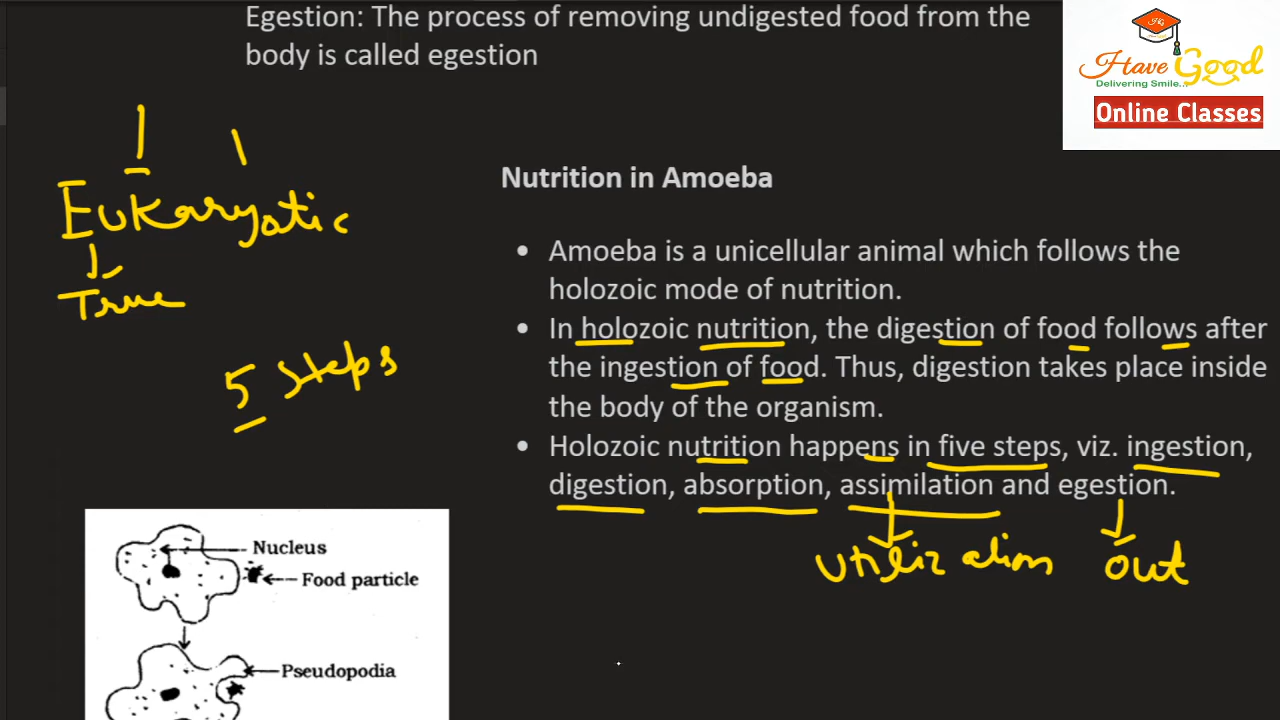 Egestion: The process of removing undigested food from the
body is called egestion
HG
Have Good
Delivering Smile...
Online Classes
Eukaryotic
True
5 Steps
Nutrition in Amoeba
• Amoeba is a unicellular animal which follows the
holozoic mode of nutrition.
• In holozoic nutrition, the digestion of food follows after
the ingestion of food. Thus, digestion takes place inside
the body of the organism.
• Holozoic nutrition happens in five steps, viz. ingestion,
digestion, absorption, assimilation and egestion.
Utilization
out
Nucleus
Food particle
Pseudopodia